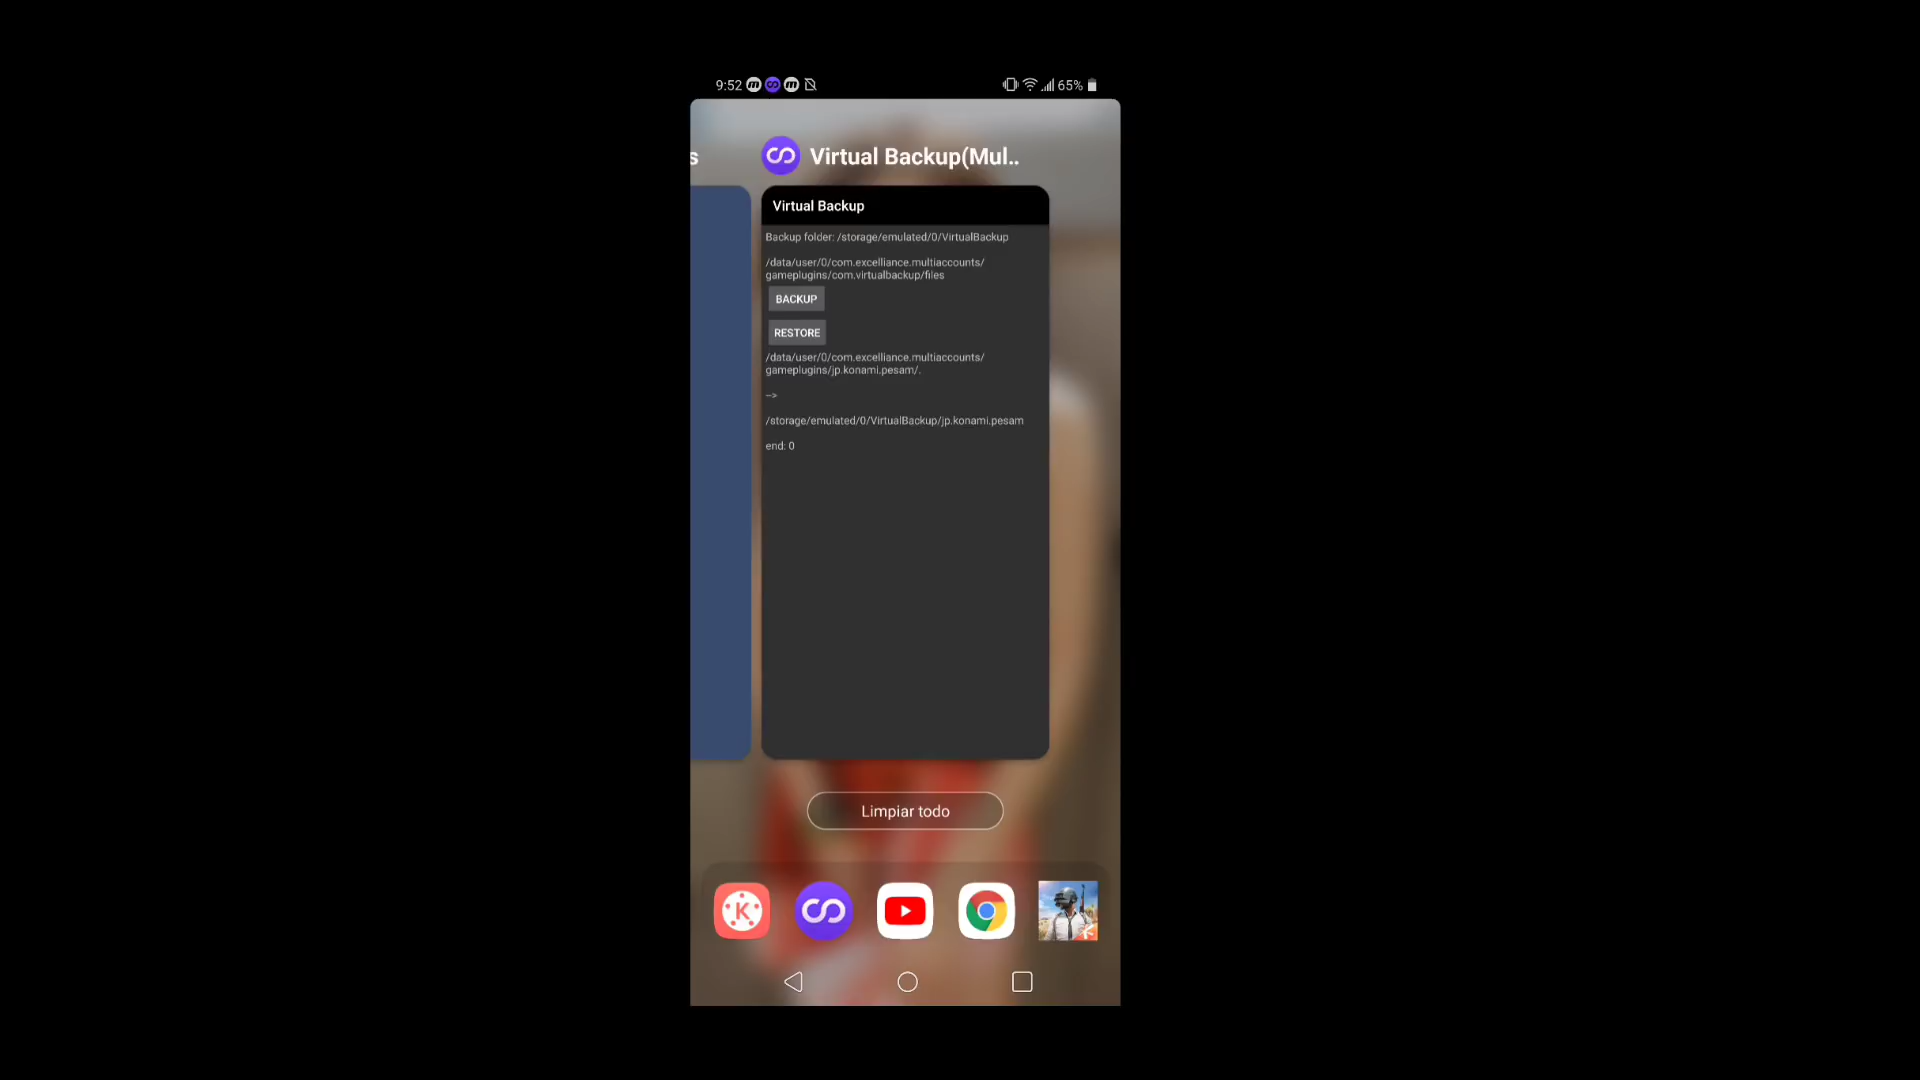 9:52
65%
s
Virtual Backup(Mul..
Virtual Backup
Backup folder: /storage/emulated/0/VirtualBackup
/data/user/0/com.excelliance.multiaccounts/
gameplugins/com.virtualbackup/files
BACKUP
RESTORE
/data/user/0/com.excelliance.multiaccounts/
gameplugins/jp.konami.pesam/.
-->
/storage/emulated/0/VirtualBackup/jp.konami.pesam
end: 0
Limpiar todo
K